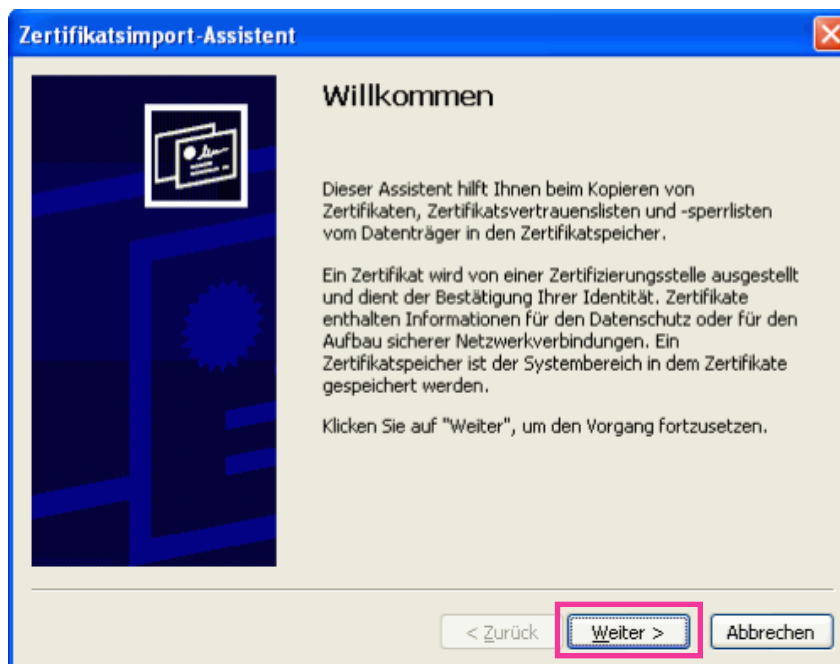 Zertifikatsimport-Assistent
Willkommen
Dieser Assistent hilft Ihnen beim Kopieren von
Zertifikaten, Zertifikatsvertrauenslisten und -sperrlisten
vom Datenträger in den Zertifikatspeicher.
Ein Zertifikat wird von einer Zertifizierungsstelle ausgestellt
und dient der Bestätigung Ihrer Identität. Zertifikate
enthalten Informationen für den Datenschutz oder für den
Aufbau sicherer Netzwerkverbindungen. Ein
Zertifikatspeicher ist der Systembereich in dem Zertifikate
gespeichert werden.
Klicken Sie auf "Weiter", um den Vorgang fortzusetzen.
< Zurück Weiter > Abbrechen